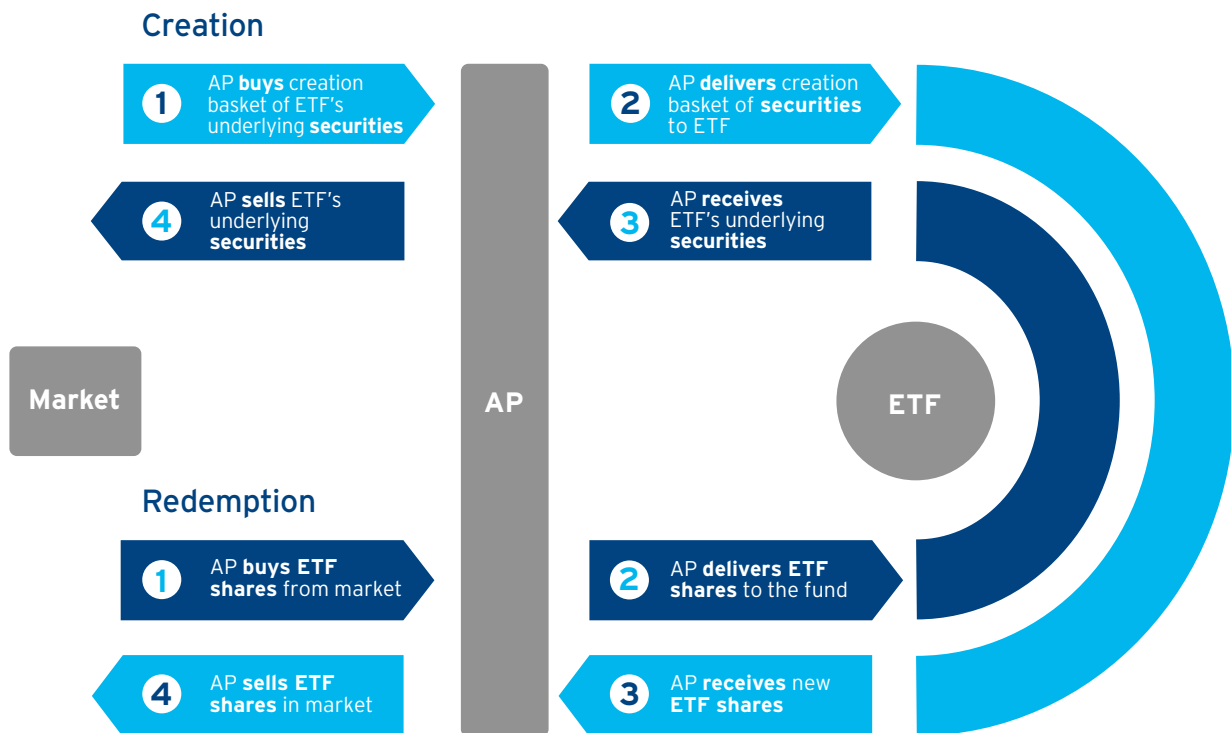 Creation
1
AP buys creation
basket of ETF's
underlying securities
2
AP delivers creation
basket of securities
to ETF
4
AP sells ETF's
underlying
securities
3
AP receives
ETF's underlying
securities
Market
AP
ETF
Redemption
1
AP buys ETF
shares from market
2
AP delivers ETF
shares to the fund
4
AP sells ETF
shares in market
3
AP receives new
ETF shares